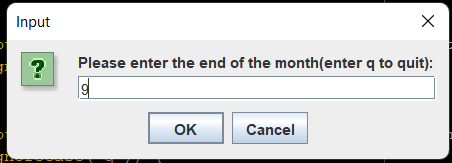 Input
Please enter the end of the month(enter q to quit):
9
OK
Cancel